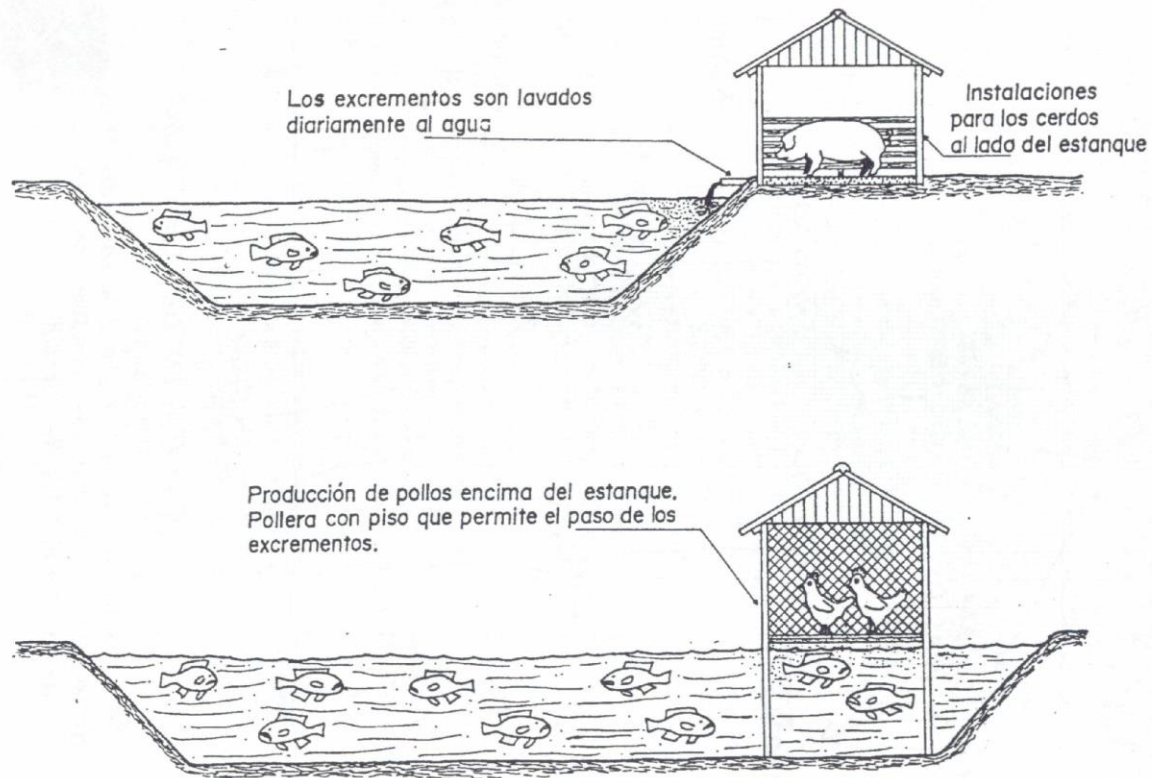 Los excrementos son lavados
diariamente al agua
Instalaciones
para los cerdos
al lado del estanque
Producción de pollos encima del estanque.
Pollera con piso que permite el paso de los
excrementos.